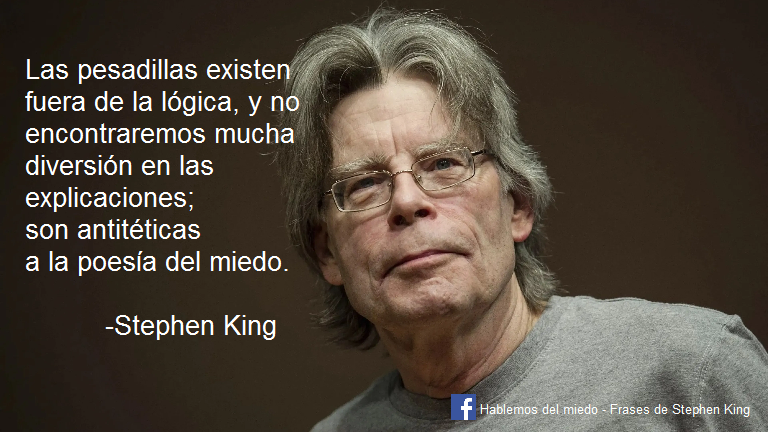 Las pesadillas existen
fuera de la lógica, y no
encontraremos mucha
diversión en las
explicaciones;
son antitéticas
a la poesía del miedo.
-Stephen King
Hablemos del miedo - Frases de Stephen King